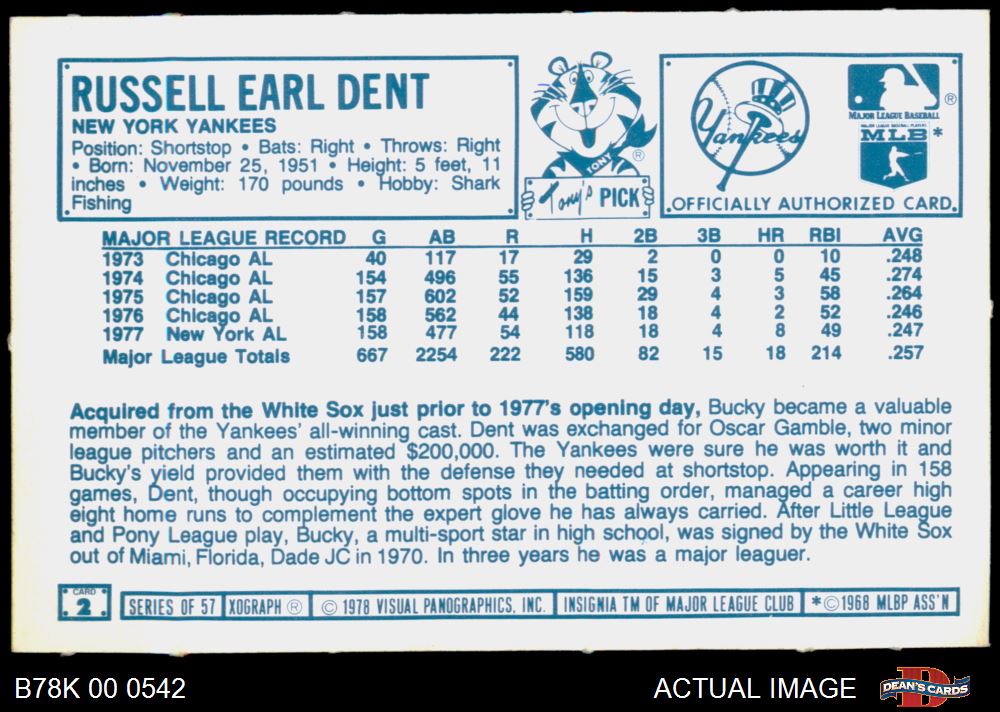 RUSSELL EARL DENT
NEW YORK YANKEES
Position: Shortstop • Bats: Right • Throws: Right
• Born: November 25, 1951 • Height: 5 feet, 11
inches • Weight: 170 pounds • Hobby: Shark
Fishing
TONY ®
Tony's PICK
Yankees
®
MAJOR LEAGUE BASEBALL
MAJOR LEAGUE BASEBALL PLAYERS
MLB*
OFFICIALLY AUTHORIZED CARD
MAJOR LEAGUE RECORD G AB R H 2B 3B HR RBI AVG
1973 Chicago AL 40 117 17 29 2 0 0 10 .248
1974 Chicago AL 154 496 55 136 15 3 5 45 .274
1975 Chicago AL 157 602 52 159 29 4 3 58 .264
1976 Chicago AL 158 562 44 138 18 4 2 52 .246
1977 New York AL 158 477 54 118 18 4 8 49 .247
Major League Totals 667 2254 222 580 82 15 18 214 .257
Acquired from the White Sox just prior to 1977's opening day, Bucky became a valuable
member of the Yankees' all-winning cast. Dent was exchanged for Oscar Gamble, two minor
league pitchers and an estimated $200,000. The Yankees were sure he was worth it and
Bucky's yield provided them with the defense they needed at shortstop. Appearing in 158
games, Dent, though occupying bottom spots in the batting order, managed a career high
eight home runs to complement the expert glove he has always carried. After Little League
and Pony League play, Bucky, a multi-sport star in high school, was signed by the White Sox
out of Miami, Florida, Dade JC in 1970. In three years he was a major leaguer.
CARD
2
SERIES OF 57 XOGRAPH ® © 1978 VISUAL PANOGRAPHICS, INC. INSIGNIA TM OF MAJOR LEAGUE CLUB *©1968 MLBP ASS'N
B78K 00 0542
ACTUAL IMAGE
D
DEAN'S CARDS